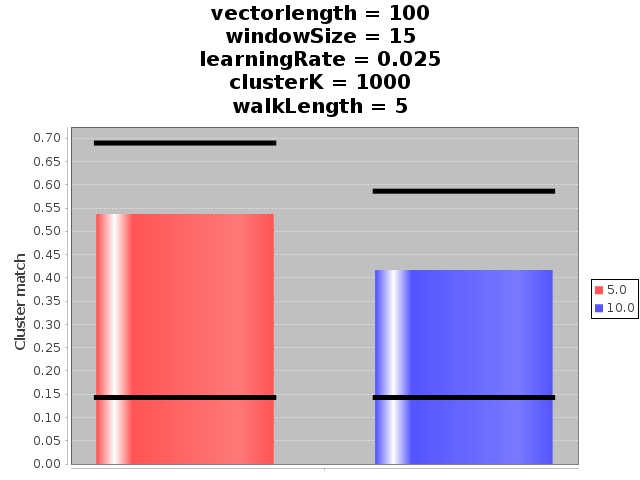 vectorlength = 100
windowSize = 15
learningRate = 0.025
clusterK = 1000
walkLength = 5
0.70
0.65
0.60
0.55
0.50
0.45
0.40
0.35
0.30
0.25
0.20
0.15
0.10
0.05
0.00
Cluster match
5.0
10.0